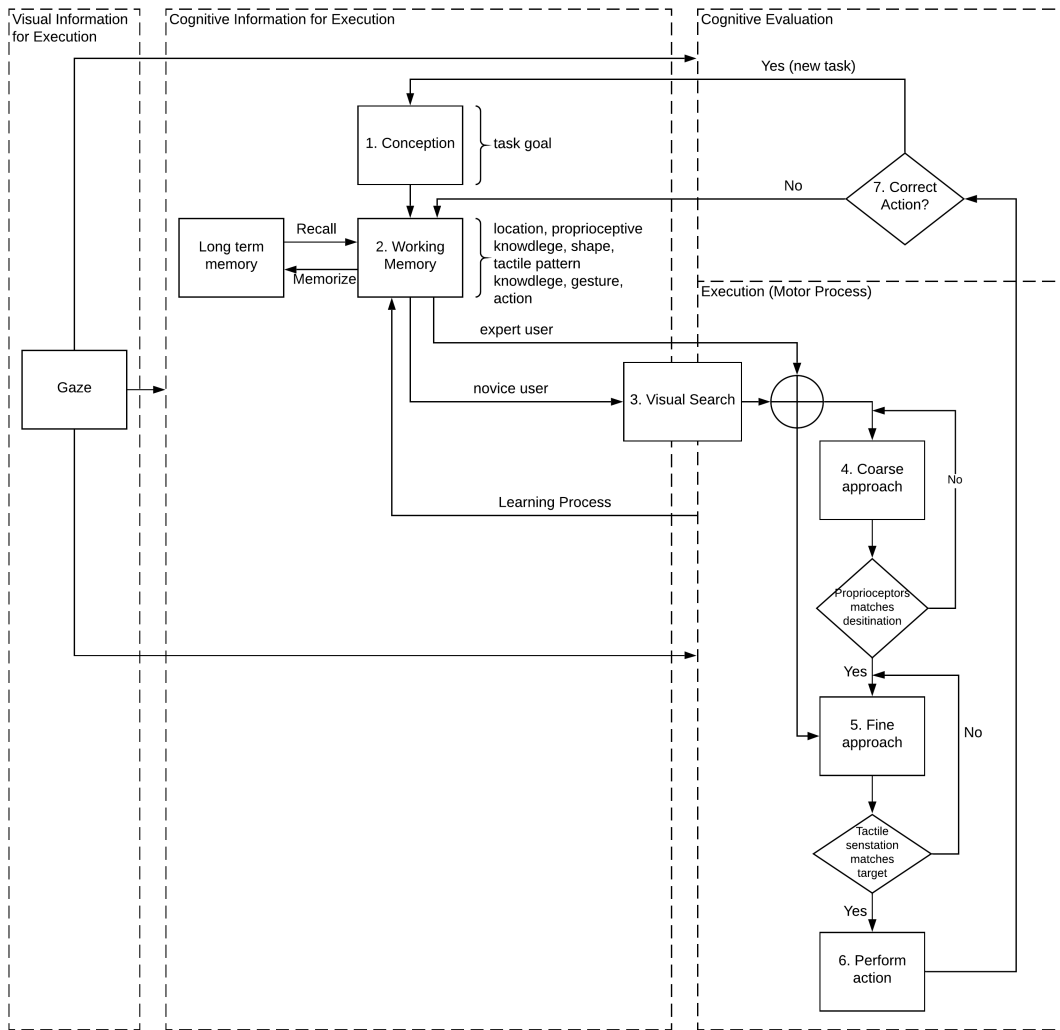 Visual Information
for Execution
Cognitive Information for Execution
Cognitive Evaluation
Yes (new task)
1. Conception
task goal
7. Correct
Action?
No
Long term
memory
Recall
Memorize
2. Working
Memory
location, proprioceptive
knowdlege, shape,
tactile pattern
knowdlege, gesture,
action
Execution (Motor Process)
expert user
Gaze
novice user
3. Visual Search
4. Coarse
approach
No
Learning Process
Proprioceptors
matches
desitination
Yes
5. Fine
approach
No
Tactile
senstation
matches
target
Yes
6. Perform
action